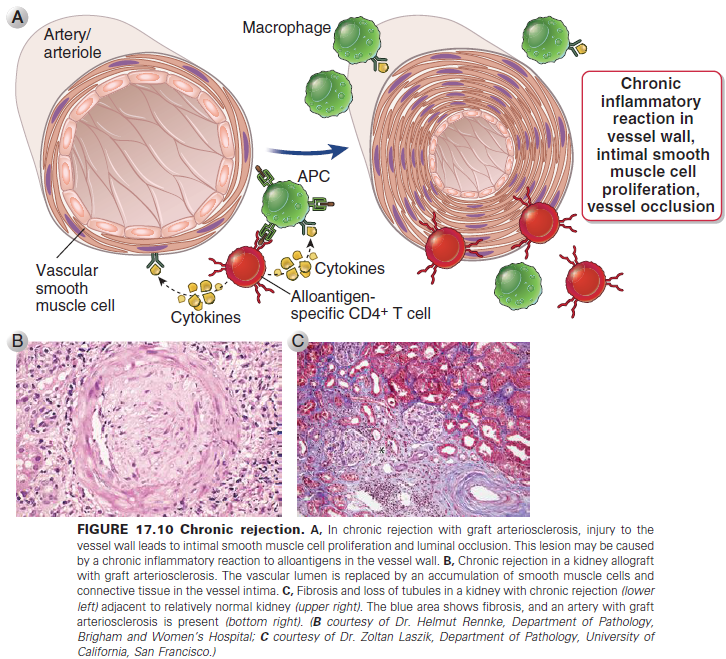 A
Artery/
arteriole
Macrophage
APC
Vascular
smooth
muscle cell
Cytokines
Cytokines
Alloantigen-
specific CD4+ T cell
Chronic
inflammatory
reaction in
vessel wall,
intimal smooth
muscle cell
proliferation,
vessel occlusion
B
C
*
FIGURE 17.10 Chronic rejection. A, In chronic rejection with graft arteriosclerosis, injury to the
vessel wall leads to intimal smooth muscle cell proliferation and luminal occlusion. This lesion may be caused
by a chronic inflammatory reaction to alloantigens in the vessel wall. B, Chronic rejection in a kidney allograft
with graft arteriosclerosis. The vascular lumen is replaced by an accumulation of smooth muscle cells and
connective tissue in the vessel intima. C, Fibrosis and loss of tubules in a kidney with chronic rejection (lower
left) adjacent to relatively normal kidney (upper right). The blue area shows fibrosis, and an artery with graft
arteriosclerosis is present (bottom right). (B courtesy of Dr. Helmut Rennke, Department of Pathology,
Brigham and Women's Hospital; C courtesy of Dr. Zoltan Laszik, Department of Pathology, University of
California, San Francisco.)